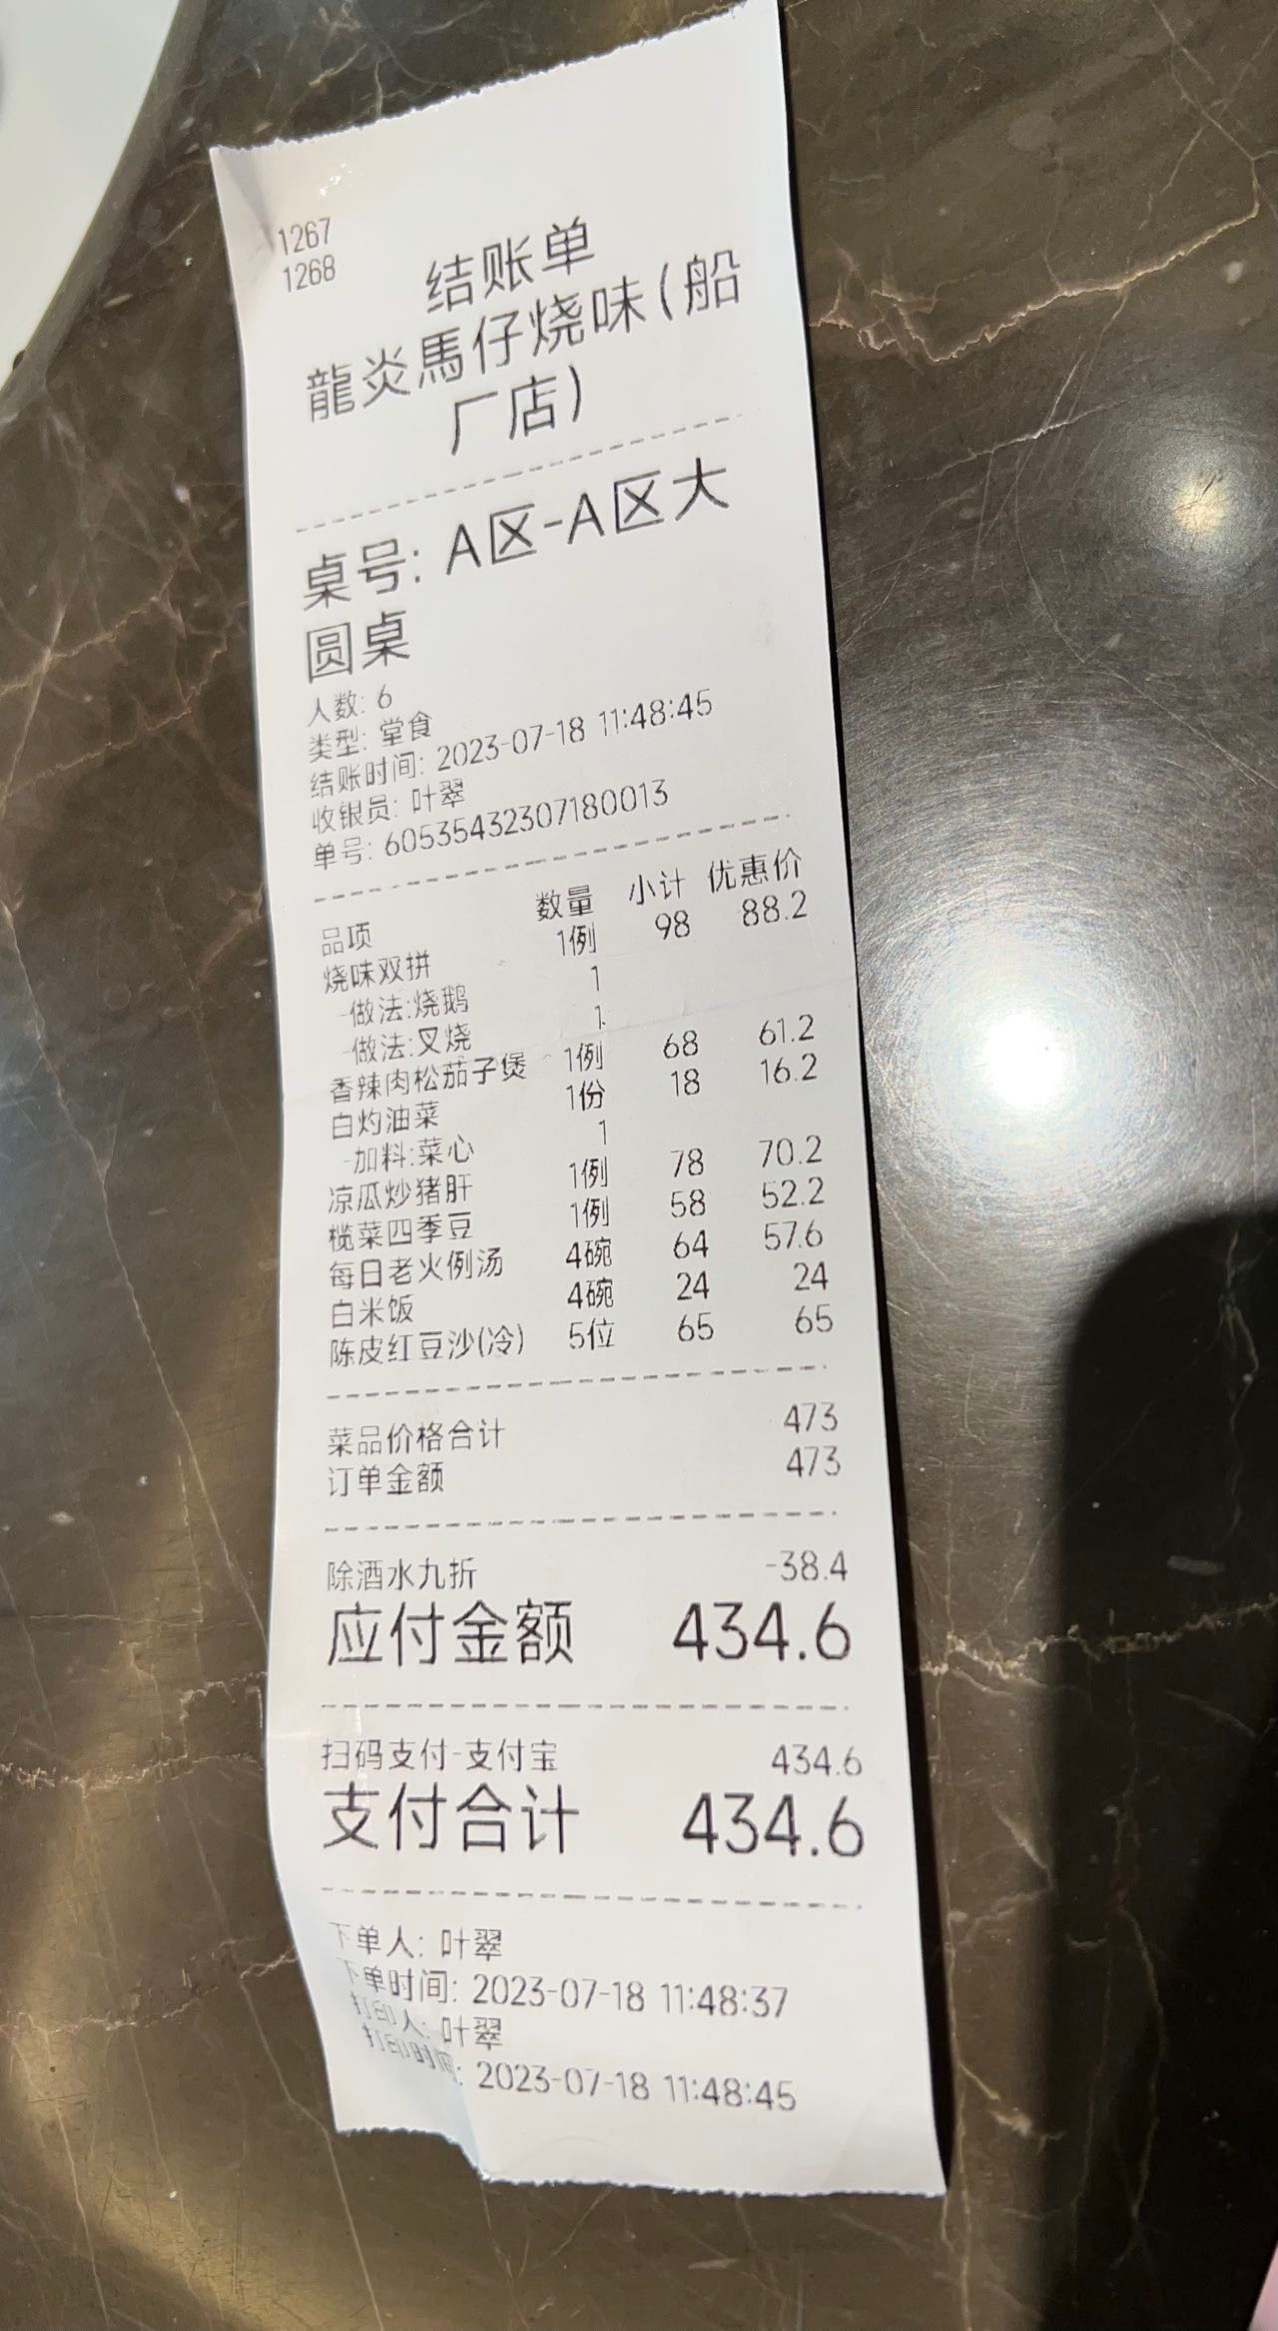 1267
1268
结账单
龍炎馬仔烧味(船
厂店)
桌号: A区-A区大
圆桌
人数: 6
类型: 堂食
结账时间: 2023-07-18 11:48:45
收银员: 叶翠
单号: 60535432307180013
品项 数量 小计 优惠价
烧味双拼 1例 98 88.2
-做法:烧鹅 1
-做法:叉烧 1
香辣肉松茄子煲 1例 68 61.2
白灼油菜 1份 18 16.2
-加料:菜心 1
凉瓜炒猪肝 1例 78 70.2
榄菜四季豆 1例 58 52.2
每日老火例汤 4碗 64 57.6
白米饭 4碗 24 24
陈皮红豆沙(冷) 5位 65 65
菜品价格合计 473
订单金额 473
除酒水九折 -38.4
应付金额 434.6
扫码支付-支付宝 434.6
支付合计 434.6
下单人: 叶翠
下单时间: 2023-07-18 11:48:37
打印人: 叶翠
打印时间: 2023-07-18 11:48:45